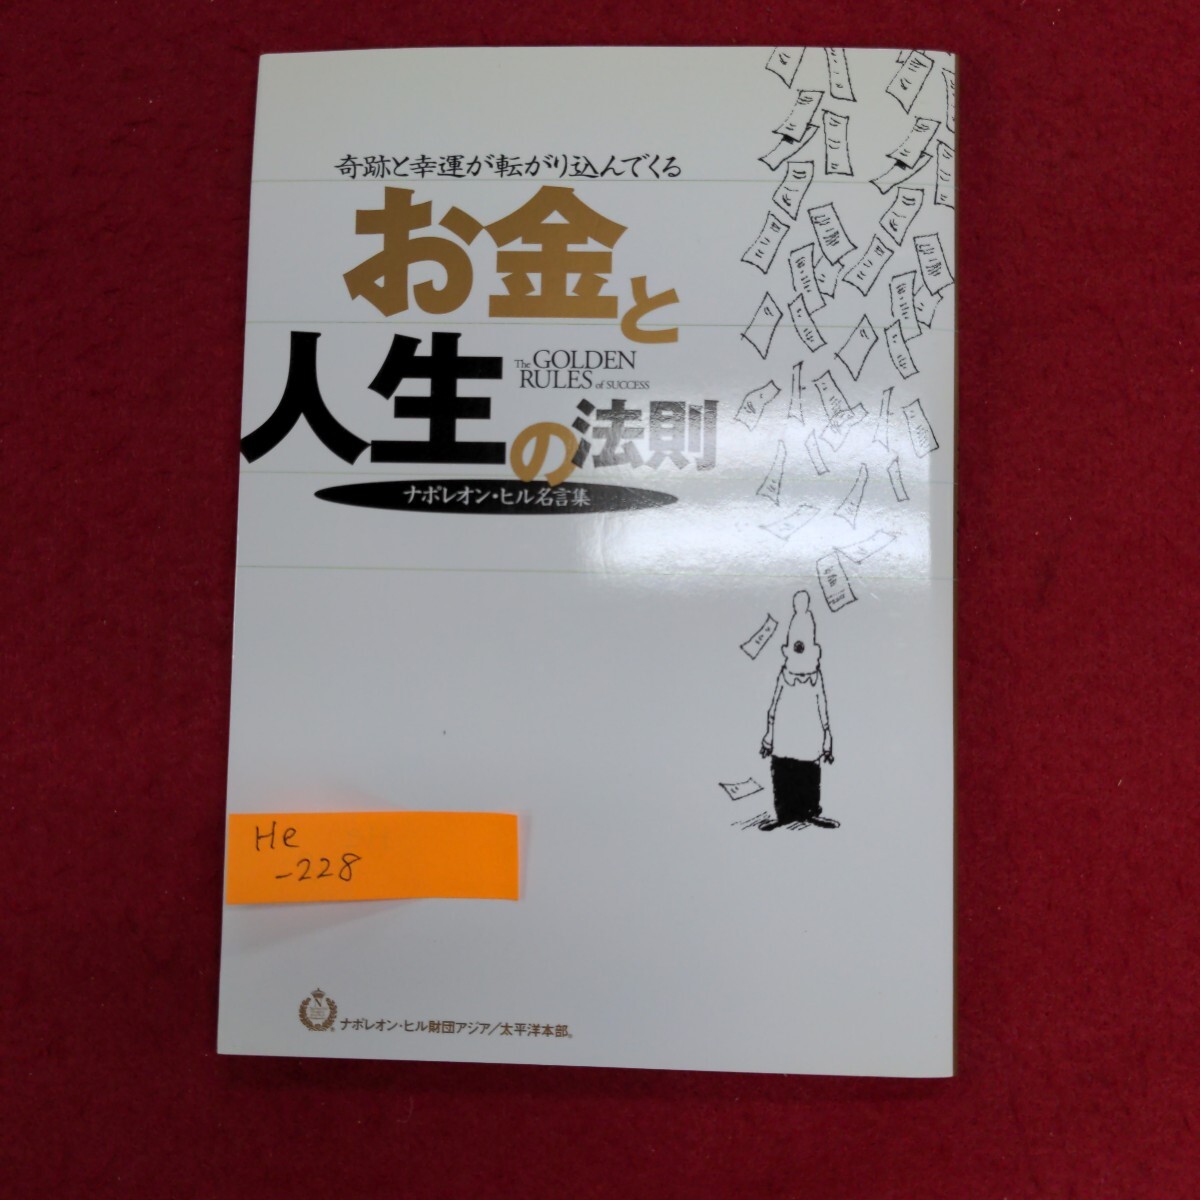 奇跡と幸運が転がり込んでくる
お金と
人生の法則
The GOLDEN
RULES of SUCCESS
ナポレオン・ヒル名言集
He
-228
ナポレオン・ヒル財団アジア/太平洋本部®